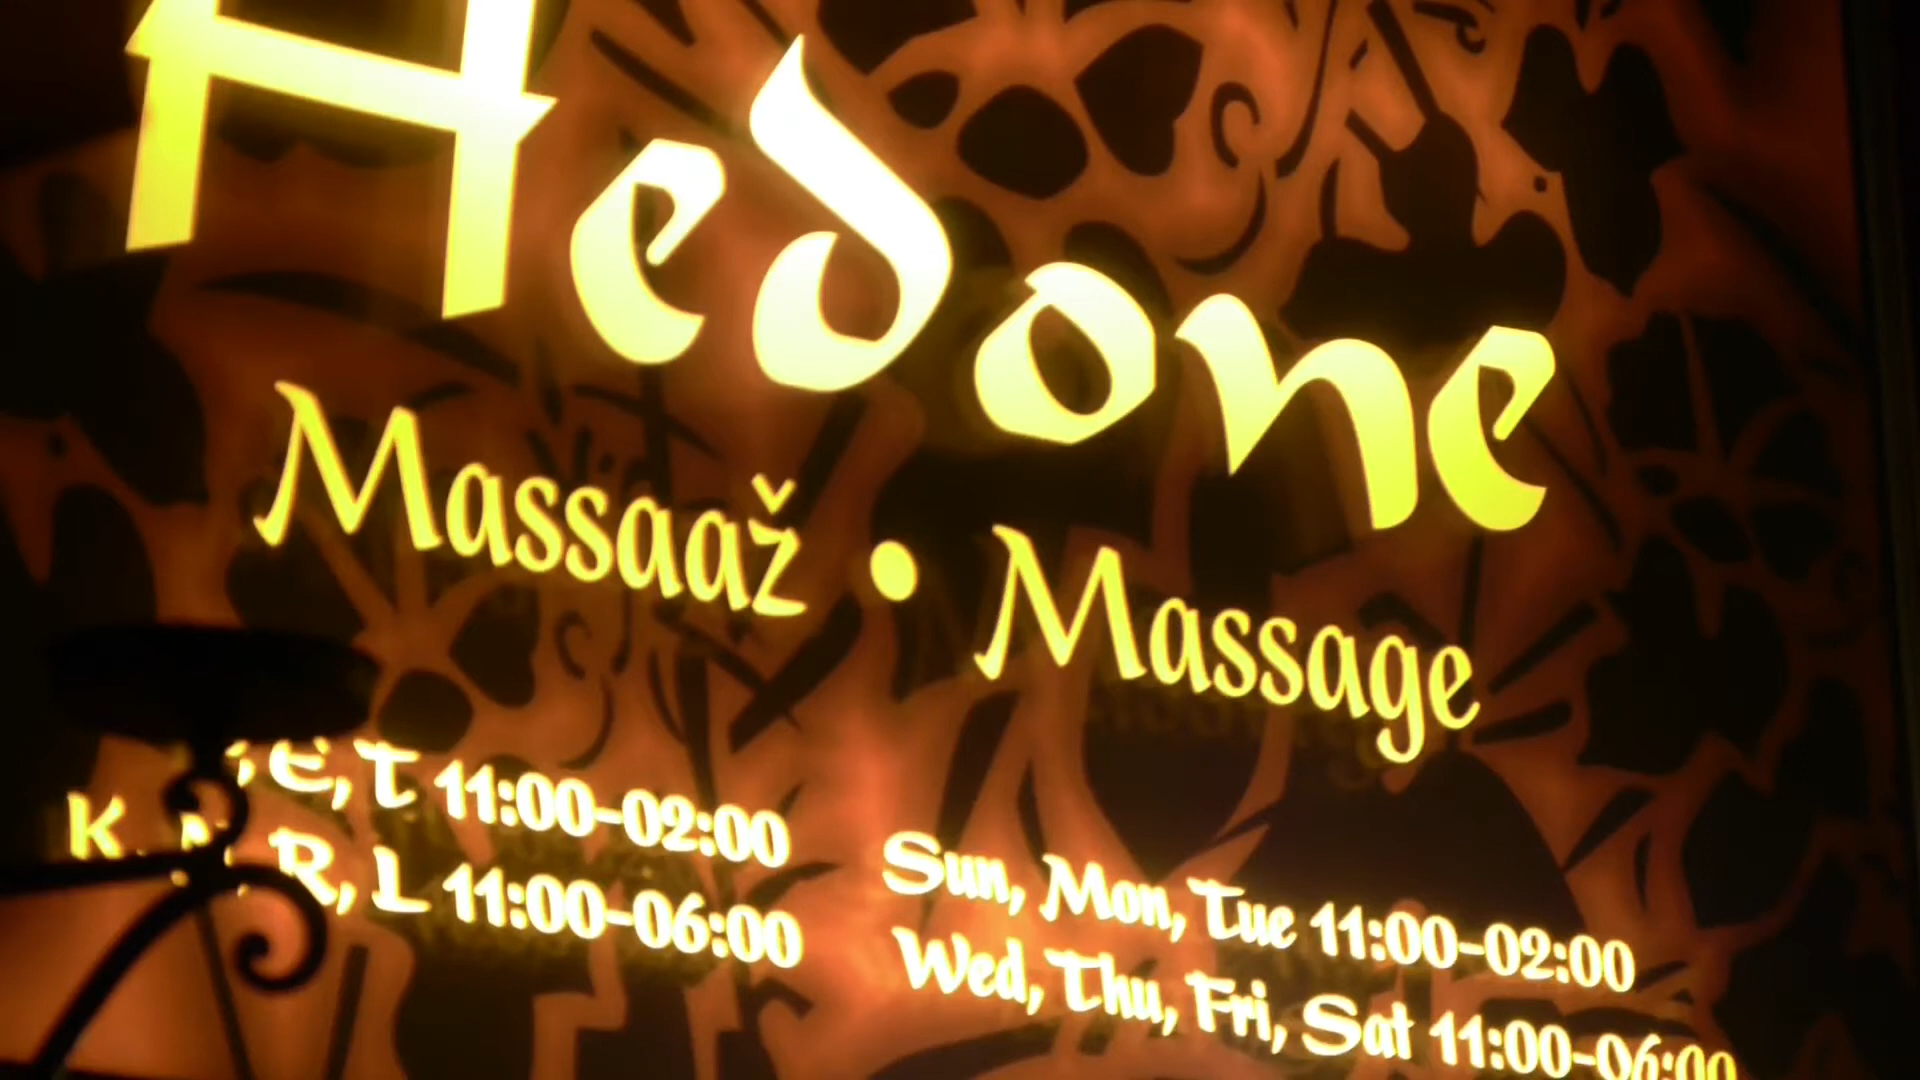 Hedone
Massaaž • Massage
E, T 11:00-02:00
K, R, L 11:00-06:00
Sun, Mon, Tue 11:00-02:00
Wed, Thu, Fri, Sat 11:00-06:00